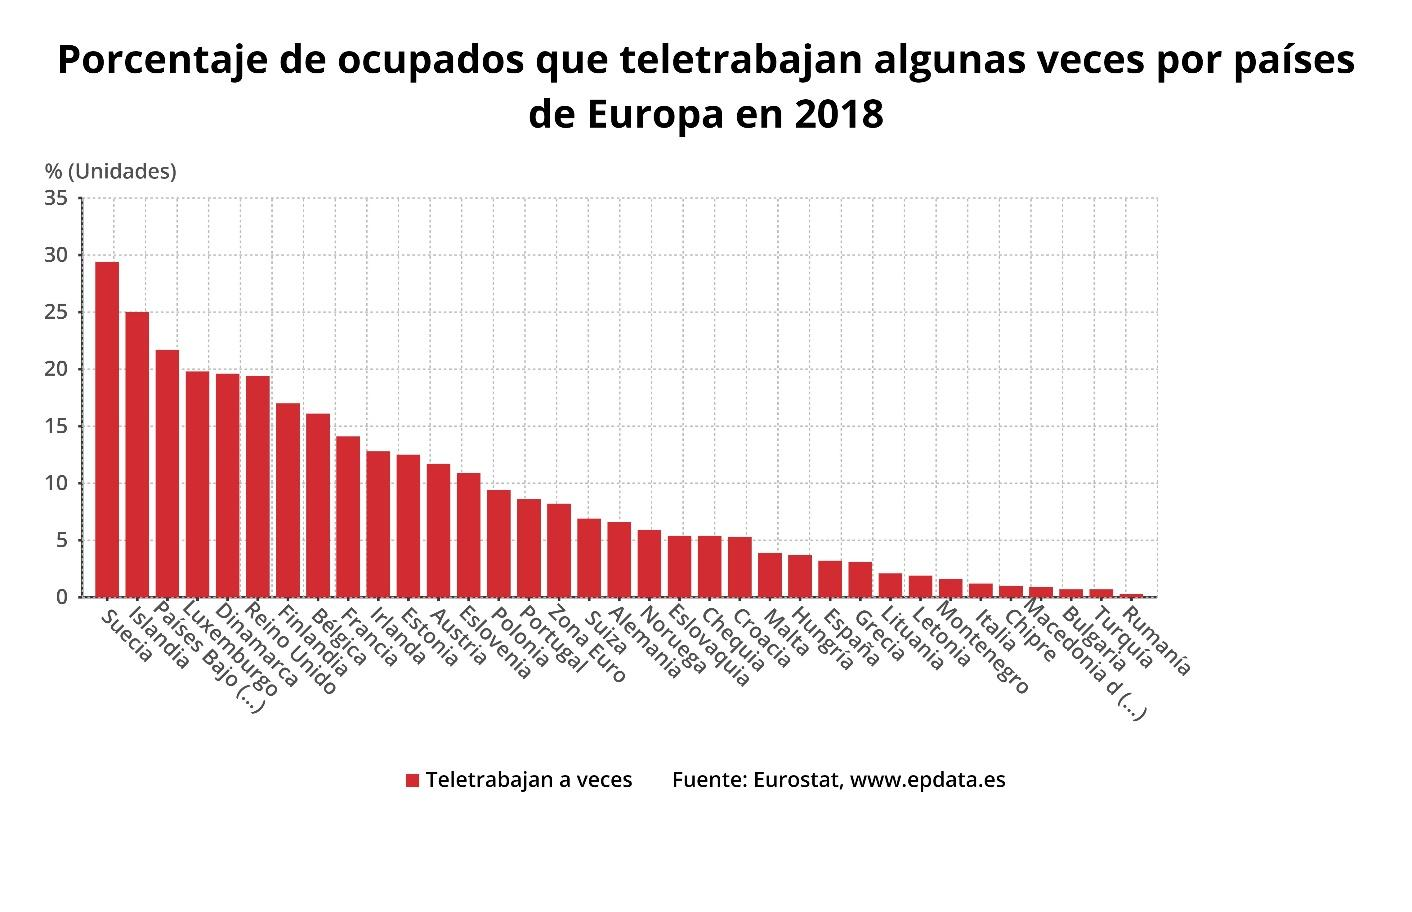 Porcentaje de ocupados que teletrabajan algunas veces por países
de Europa en 2018
% (Unidades)
35
30
25
20
15
10
5
0
Suecia
Islandia
Países Bajo (...)
Luxemburgo
Dinamarca
Reino Unido
Finlandia
Bélgica
Francia
Irlanda
Estonia
Austria
Eslovenia
Polonia
Portugal
Zona Euro
Suiza
Alemania
Noruega
Eslovaquia
Chequia
Croacia
Malta
Hungría
España
Grecia
Lituania
Letonia
Montenegro
Italia
Chipre
Macedonia d (...)
Bulgaria
Turquía
Rumanía
Teletrabajan a veces Fuente: Eurostat, www.epdata.es